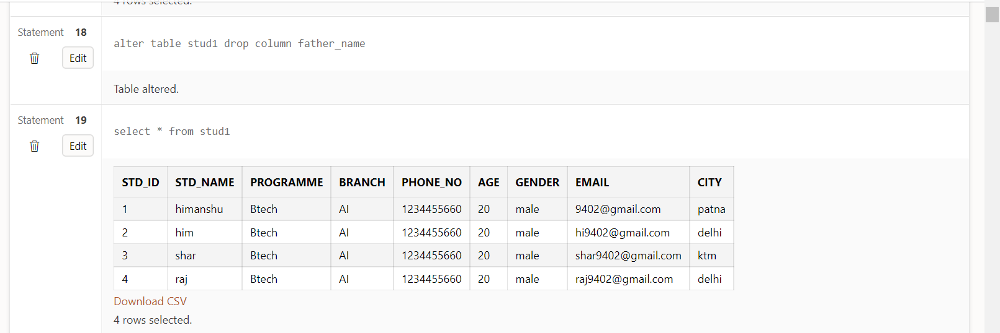 4 rows selected.
Statement 18
alter table stud1 drop column father_name
Edit
Table altered.
Statement 19
select * from stud1
Edit
STD_ID STD_NAME PROGRAMME BRANCH PHONE_NO AGE GENDER EMAIL CITY
1 himanshu Btech AI 1234455660 20 male 9402@gmail.com patna
2 him Btech AI 1234455660 20 male hi9402@gmail.com delhi
3 shar Btech AI 1234455660 20 male shar9402@gmail.com ktm
4 raj Btech AI 1234455660 20 male raj9402@gmail.com delhi
Download CSV
4 rows selected.